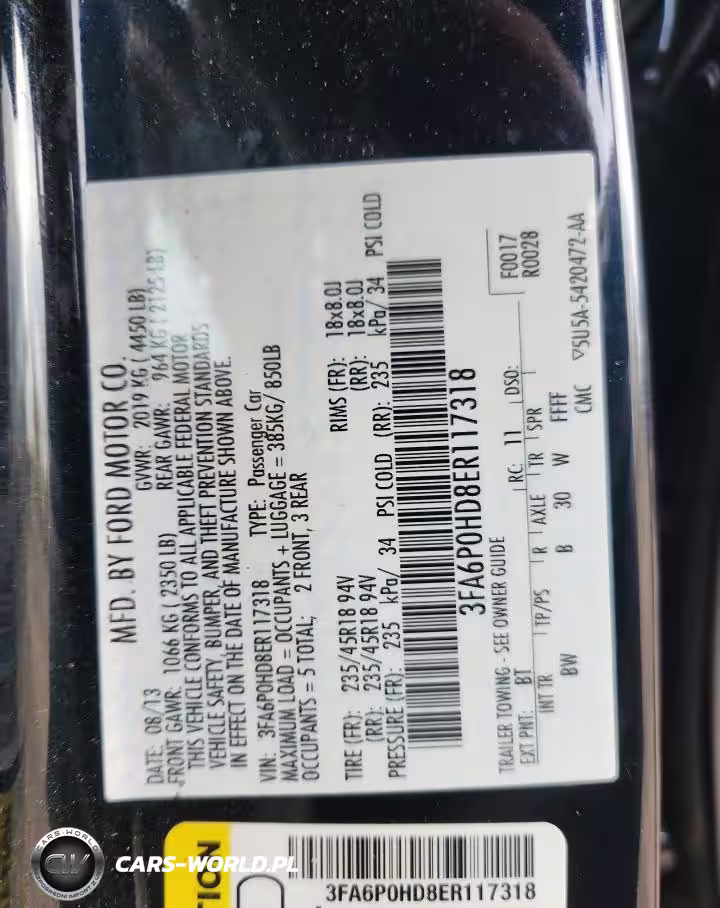 MFD. BY FORD MOTOR CO.
DATE: 08/13 GVWR: 2019 KG ( 4450 LB)
FRONT GAWR: 1066 KG ( 2350 LB) REAR GAWR: 964 KG ( 2125 LB)
THIS VEHICLE CONFORMS TO ALL APPLICABLE FEDERAL MOTOR
VEHICLE SAFETY, BUMPER, AND THEFT PREVENTION STANDARDS
IN EFFECT ON THE DATE OF MANUFACTURE SHOWN ABOVE.
VIN: 3FA6P0HD8ER117318 TYPE: Passenger Car
MAXIMUM LOAD = OCCUPANTS + LUGGAGE = 385KG/ 850LB
OCCUPANTS = 5 TOTAL; 2 FRONT, 3 REAR
TIRE (FR): 235/45R18 94V RIMS (FR): 18x8.0J
(RR): 235/45R18 94V (RR): 18x8.0J
PRESSURE (FR): 235 kPa/ 34 PSI COLD (RR): 235 kPa/ 34 PSI COLD
3FA6P0HD8ER117318
F0017
R0028
TRAILER TOWING - SEE OWNER GUIDE
EXT PNT: BT RC: 11 DSO:
INT TR TP/PS R AXLE TR SPR
BW B 30 W FFFF
CMC ▽5U5A-5420472-AA
TION
3FA6P0HD8ER117318
CARS-WORLD
CW
CARS-WORLD.PL